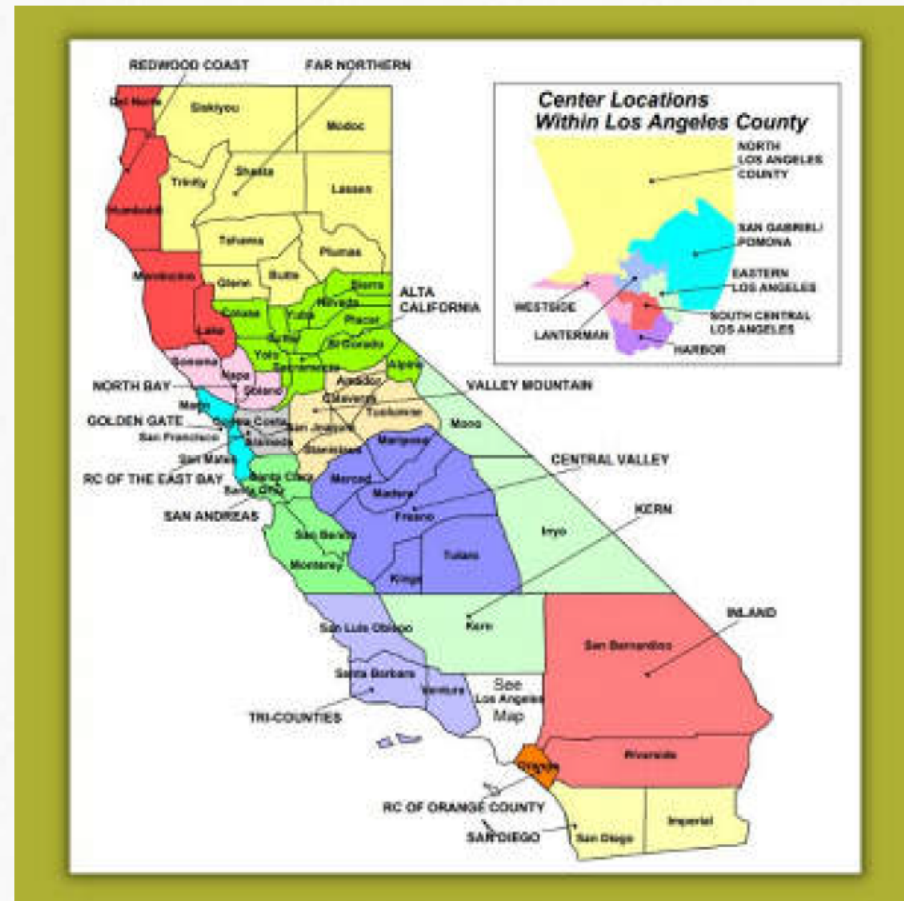 REDWOOD COAST
FAR NORTHERN
Del Norte
Siskiyou
Modoc
Trinity
Shasta
Lassen
Humboldt
Tehama
Plumas
Mendocino
Glenn
Butte
Sierra
Nevada
Colusa
Yuba
Placer
ALTA
CALIFORNIA
Lake
Sutter
El Dorado
Yolo
Sacramento
Alpine
Sonoma
Napa
Solano
Amador
Calaveras
VALLEY MOUNTAIN
NORTH BAY
Marin
Tuolumne
Mono
GOLDEN GATE
Contra Costa
San Joaquin
San Francisco
Alameda
Mariposa
Stanislaus
San Mateo
CENTRAL VALLEY
RC OF THE EAST BAY
Santa Clara
Merced
Santa Cruz
Madera
SAN ANDREAS
Fresno
KERN
San Benito
Inyo
Monterey
Tulare
Kings
INLAND
San Luis Obispo
Kern
San Bernardino
Santa Barbara
Ventura
See
Los Angeles
Map
TRI-COUNTIES
Orange
Riverside
RC OF ORANGE COUNTY
SAN DIEGO
San Diego
Imperial
Center Locations
Within Los Angeles County
NORTH
LOS ANGELES
COUNTY
SAN GABRIEL/
POMONA
EASTERN
LOS ANGELES
WESTSIDE
SOUTH CENTRAL
LOS ANGELES
LANTERMAN
HARBOR